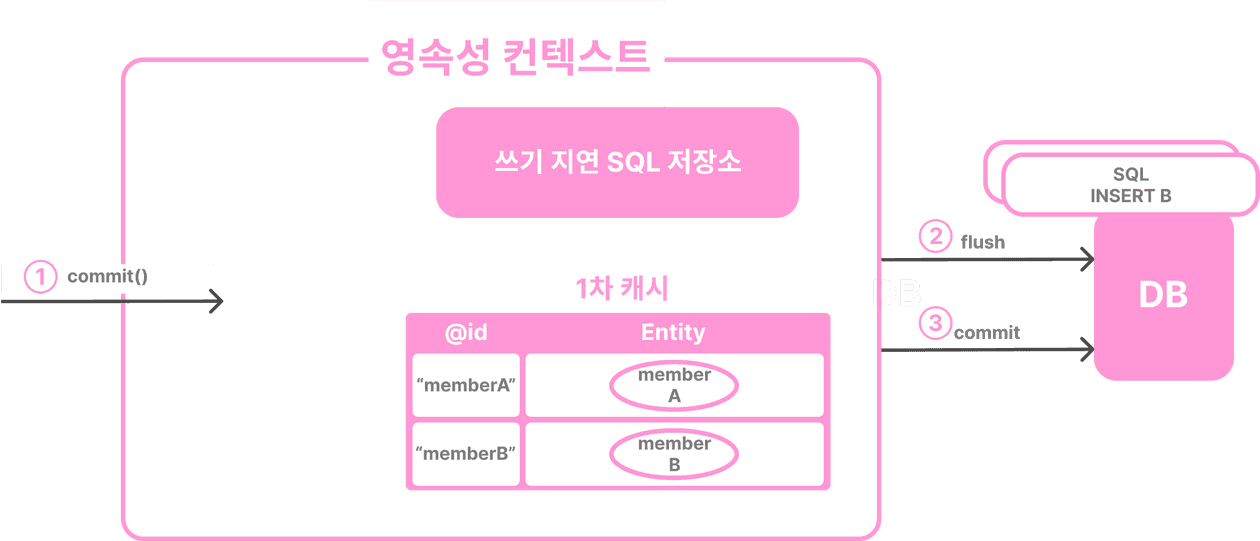 영속성 컨텍스트
쓰기 지연 SQL 저장소
SQL
INSERT B
2 flush
1 commit()
DB
1차 캐시
DB
3 commit
@id Entity
“memberA” member
A
“memberB” member
B